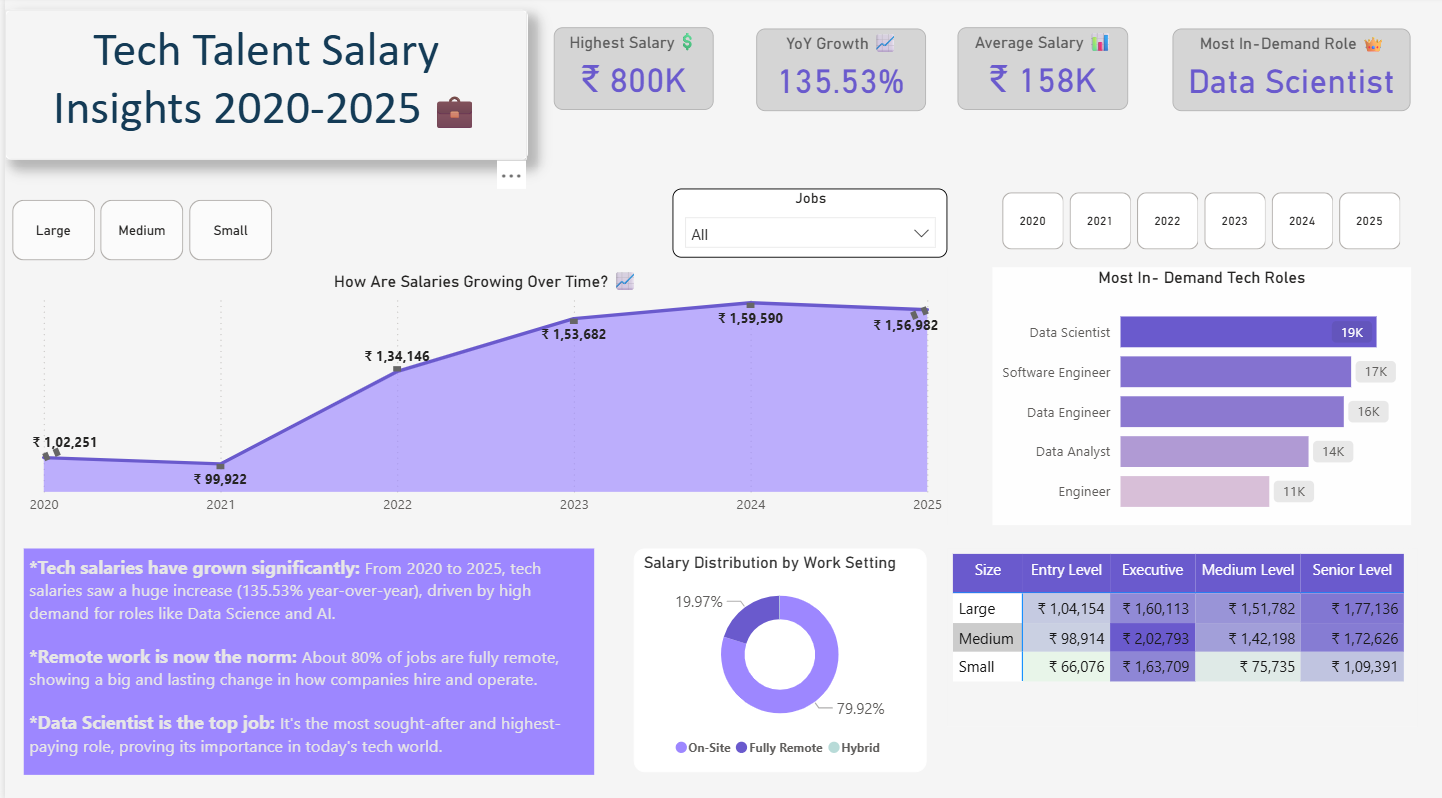 Tech Talent Salary
Insights 2020-2025
Highest Salary
₹ 800K
YoY Growth
135.53%
Average Salary
₹ 158K
Most In-Demand Role
Data Scientist
...
Large
Medium
Small
Jobs
All
2020
2021
2022
2023
2024
2025
How Are Salaries Growing Over Time?
₹ 1,02,251
₹ 99,922
₹ 1,34,146
₹ 1,53,682
₹ 1,59,590
₹ 1,56,982
2020
2021
2022
2023
2024
2025
Most In- Demand Tech Roles
Data Scientist 19K
Software Engineer 17K
Data Engineer 16K
Data Analyst 14K
Engineer 11K
*Tech salaries have grown significantly: From 2020 to 2025, tech
salaries saw a huge increase (135.53% year-over-year), driven by high
demand for roles like Data Science and AI.
*Remote work is now the norm: About 80% of jobs are fully remote,
showing a big and lasting change in how companies hire and operate.
*Data Scientist is the top job: It's the most sought-after and highest-
paying role, proving its importance in today's tech world.
Salary Distribution by Work Setting
19.97%
79.92%
On-Site Fully Remote Hybrid
Size Entry Level Executive Medium Level Senior Level
Large ₹ 1,04,154 ₹ 1,60,113 ₹ 1,51,782 ₹ 1,77,136
Medium ₹ 98,914 ₹ 2,02,793 ₹ 1,42,198 ₹ 1,72,626
Small ₹ 66,076 ₹ 1,63,709 ₹ 75,735 ₹ 1,09,391